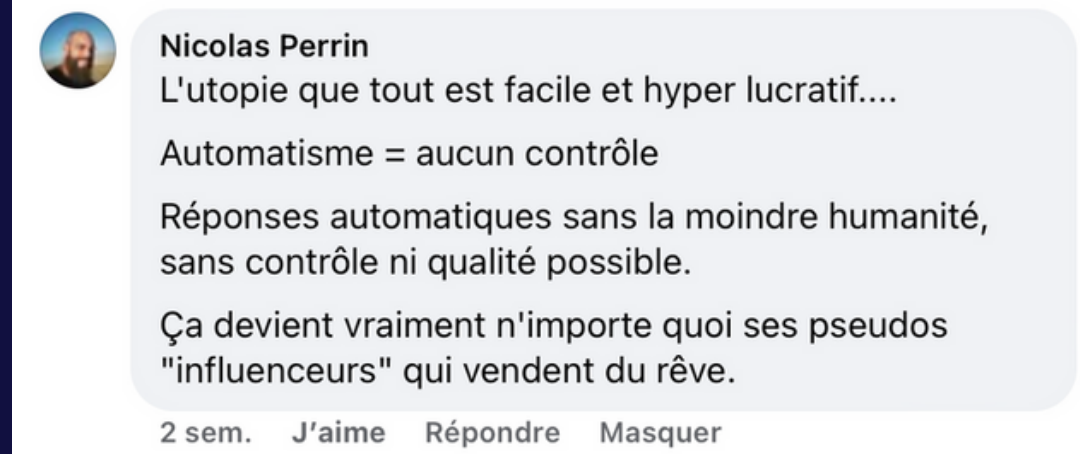 Nicolas Perrin
L'utopie que tout est facile et hyper lucratif....
Automatisme = aucun contrôle
Réponses automatiques sans la moindre humanité,
sans contrôle ni qualité possible.
Ça devient vraiment n'importe quoi ses pseudos
"influenceurs" qui vendent du rêve.
2 sem. J'aime Répondre Masquer